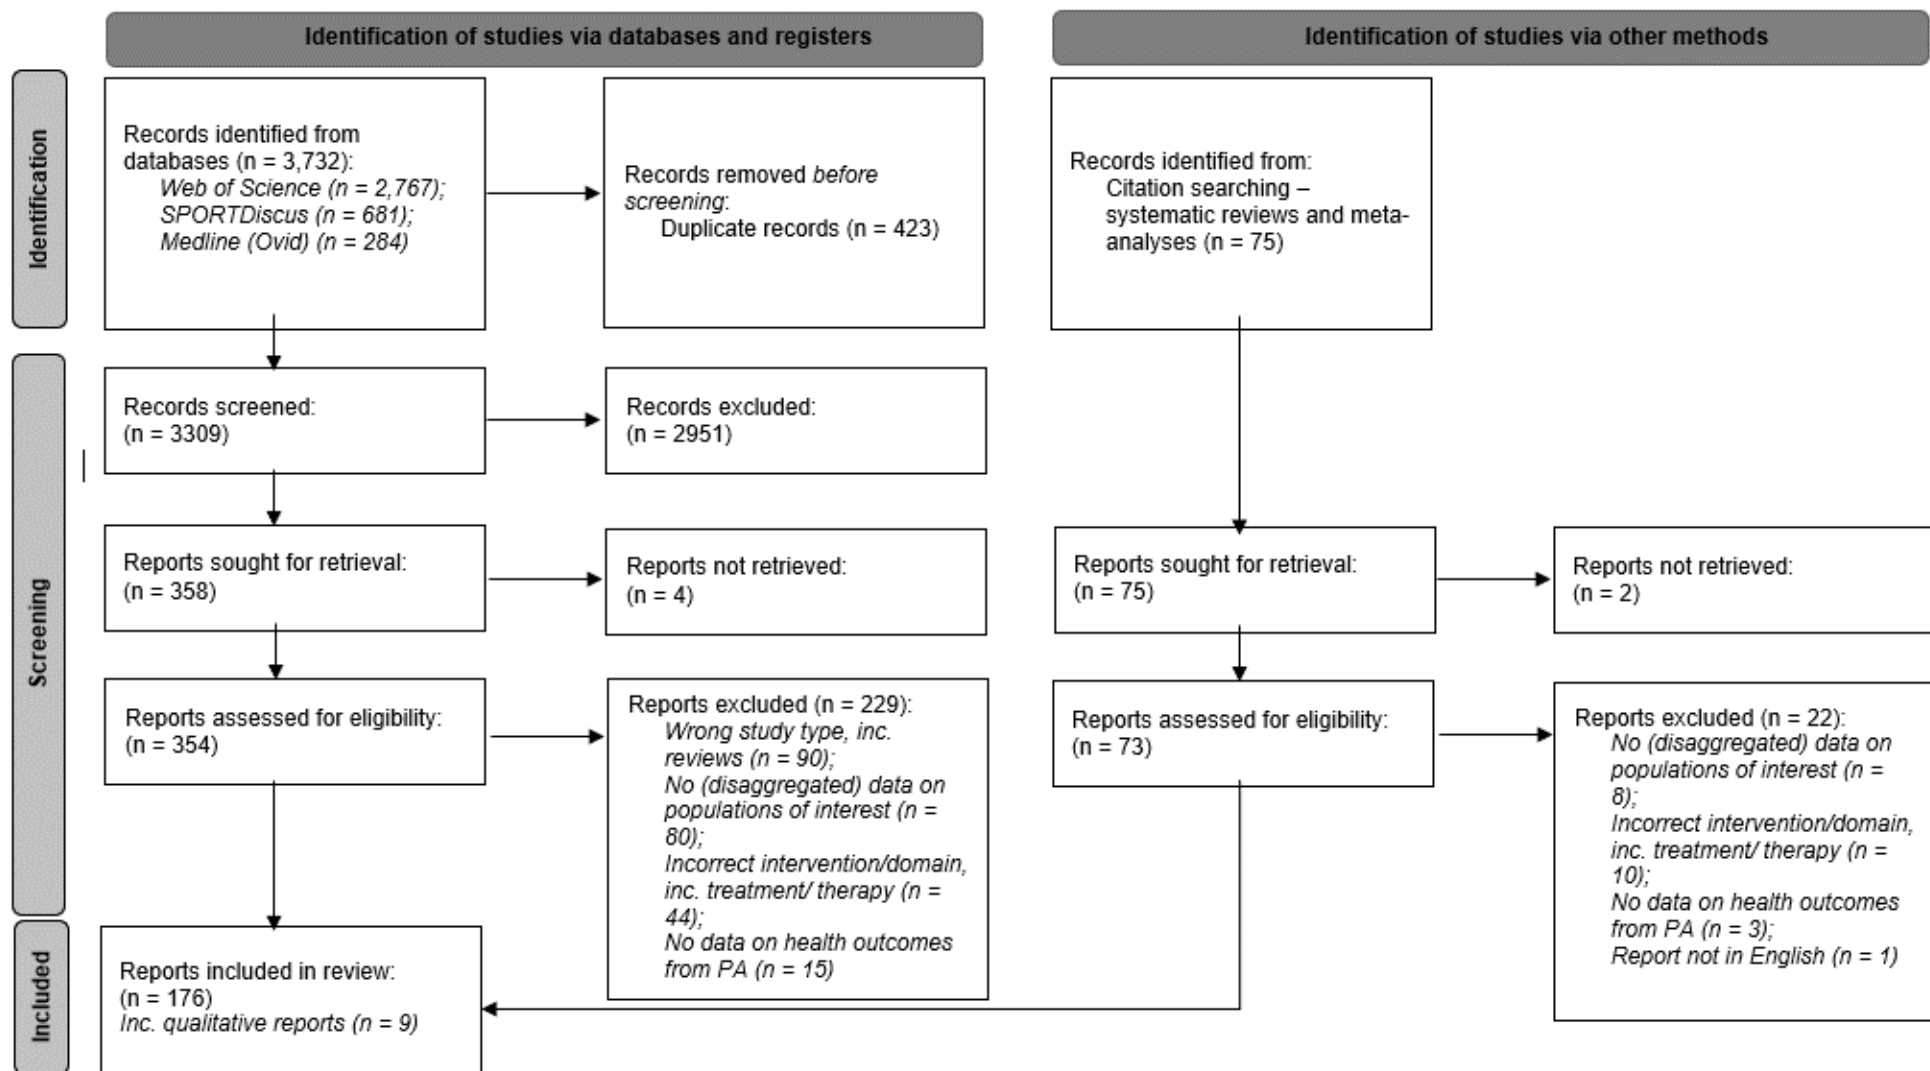 Identification of studies via databases and registers
Identification of studies via other methods
Identification
Records identified from
databases (n = 3,732):
Web of Science (n = 2,767);
SPORTDiscus (n = 681);
Medline (Ovid) (n = 284)
Records removed before
screening:
Duplicate records (n = 423)
Records identified from:
Citation searching –
systematic reviews and meta-
analyses (n = 75)
Screening
Records screened:
(n = 3309)
Records excluded:
(n = 2951)
Reports sought for retrieval:
(n = 358)
Reports not retrieved:
(n = 4)
Reports sought for retrieval:
(n = 75)
Reports not retrieved:
(n = 2)
Reports assessed for eligibility:
(n = 354)
Reports excluded (n = 229):
Wrong study type, inc.
reviews (n = 90);
No (disaggregated) data on
populations of interest (n =
80);
Incorrect intervention/domain,
inc. treatment/ therapy (n =
44);
No data on health outcomes
from PA (n = 15)
Reports assessed for eligibility:
(n = 73)
Reports excluded (n = 22):
No (disaggregated) data on
populations of interest (n =
8);
Incorrect intervention/domain,
inc. treatment/ therapy (n =
10);
No data on health outcomes
from PA (n = 3);
Report not in English (n = 1)
Included
Reports included in review:
(n = 176)
Inc. qualitative reports (n = 9)